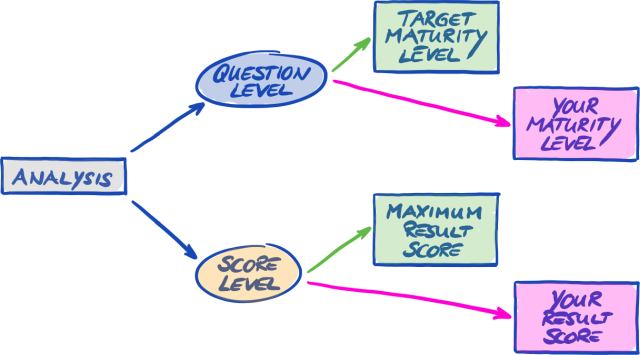 TARGET
MATURITY
LEVEL
QUESTION
LEVEL
YOUR
MATURITY
LEVEL
ANALYSIS
MAXIMUM
RESULT
SCORE
SCORE
LEVEL
YOUR
RESULT
SCORE